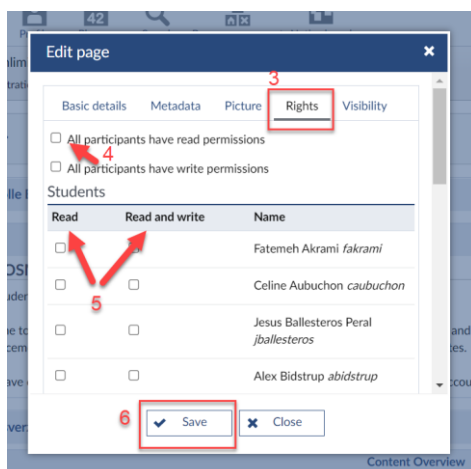 42
Edit page
3
Basic details Metadata Picture Rights Visibility
All participants have read permissions
4
All participants have write permissions
Students
Read Read and write Name
Fatemeh Akrami fakrami
5
Celine Aubuchon caubuchon
Jesus Ballesteros Peral
jballesteros
Alex Bidstrup abidstrup
6
Save Close
Content Overview